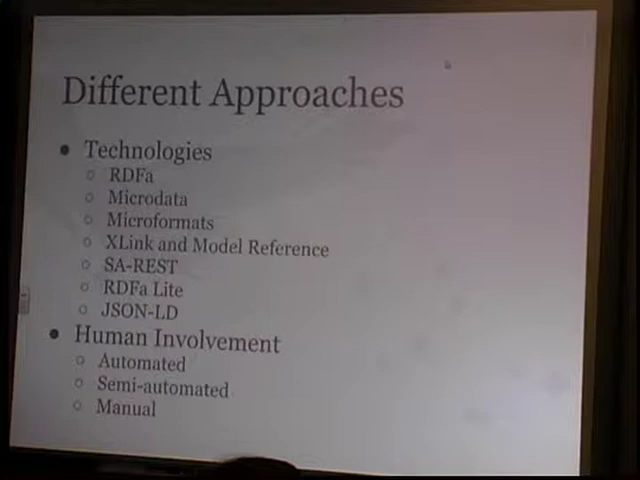 Different Approaches
● Technologies
○ RDFa
○ Microdata
○ Microformats
○ XLink and Model Reference
○ SA-REST
○ RDFa Lite
○ JSON-LD
● Human Involvement
○ Automated
○ Semi-automated
○ Manual